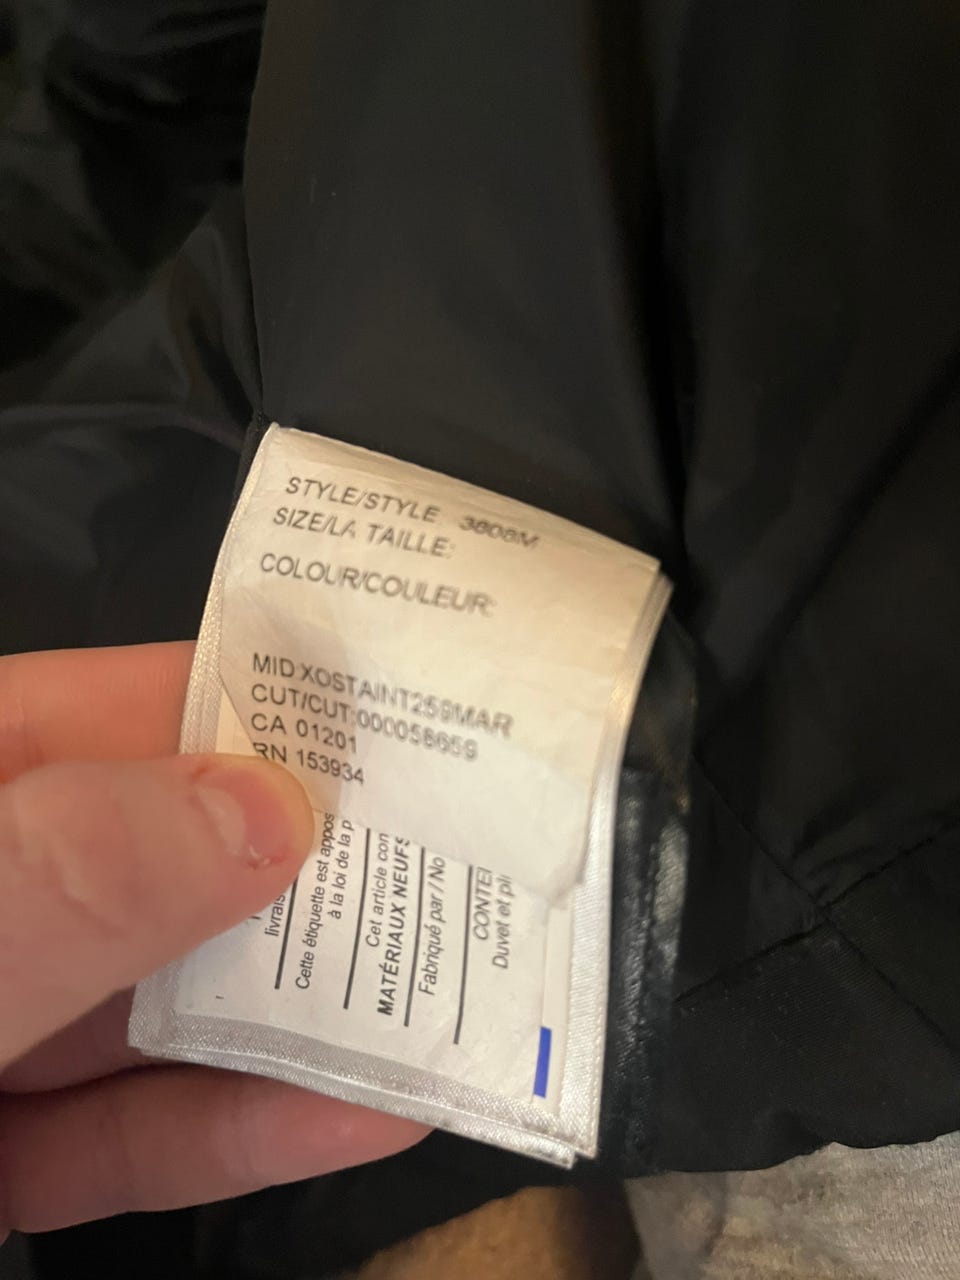 STYLE/STYLE 3808M
SIZE/LA TAILLE:
COLOUR/COULEUR:
MID XOSTAINT259MAR
CUT/CUT:000058659
CA 01201
RN 153934
livrais
Cette étiquette est appos
à la loi de la p
Cet article con
MATÉRIAUX NEUFS
Fabriqué par / No
CONTE
Duvet et pl